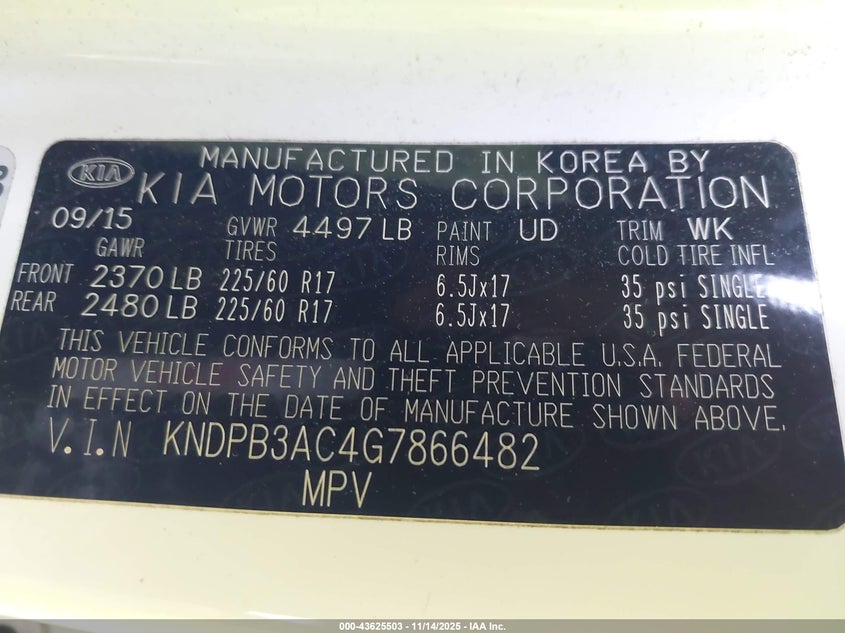 KIA
MANUFACTURED IN KOREA BY
KIA MOTORS CORPORATION
09/15 GVWR 4497 LB PAINT UD TRIM WK
GAWR TIRES RIMS COLD TIRE INFL
FRONT 2370 LB 225/60 R17 6.5Jx17 35 psi SINGLE
REAR 2480 LB 225/60 R17 6.5Jx17 35 psi SINGLE
THIS VEHICLE CONFORMS TO ALL APPLICABLE U.S.A. FEDERAL
MOTOR VEHICLE SAFETY AND THEFT PREVENTION STANDARDS
IN EFFECT ON THE DATE OF MANUFACTURE SHOWN ABOVE.
V.I.N KNDPB3AC4G7866482
MPV
000-43625503 - 11/14/2025 - IAA Inc.